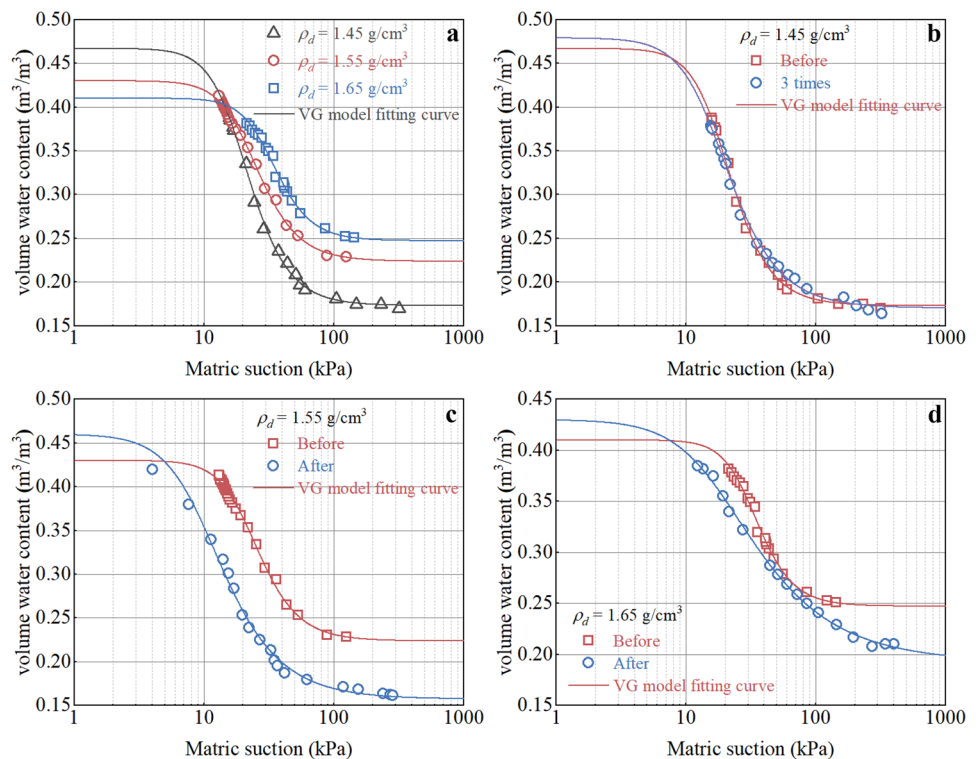 a
ρd = 1.45 g/cm³
ρd = 1.55 g/cm³
ρd = 1.65 g/cm³
VG model fitting curve
volume water content (m³/m³)
0.50
0.45
0.40
0.35
0.30
0.25
0.20
0.15
1 10 100 1000
Matric suction (kPa)
b
ρd = 1.45 g/cm³
Before
3 times
VG model fitting curve
volume water content (m³/m³)
0.50
0.45
0.40
0.35
0.30
0.25
0.20
0.15
1 10 100 1000
Matric suction (kPa)
c
ρd = 1.55 g/cm³
Before
After
VG model fitting curve
volume water content (m³/m³)
0.50
0.45
0.40
0.35
0.30
0.25
0.20
0.15
1 10 100 1000
Matric suction (kPa)
d
volume water content (m³/m³)
0.45
0.40
0.35
0.30
0.25
0.20
0.15
ρd = 1.65 g/cm³
Before
After
VG model fitting curve
1 10 100 1000
Matric suction (kPa)